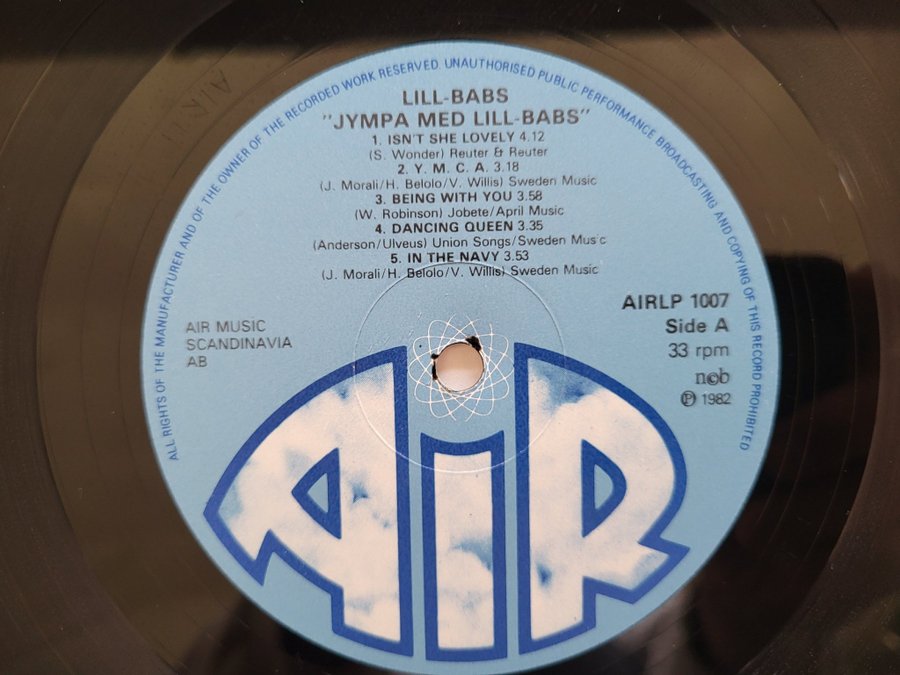 ALL RIGHTS OF THE MANUFACTURER AND OF THE OWNER OF THE RECORDED WORK RESERVED. UNAUTHORISED PUBLIC PERFORMANCE BROADCASTING AND COPYING OF THIS RECORD PROHIBITED
LILL-BABS
"JYMPA MED LILL-BABS"
1. ISN'T SHE LOVELY 4.12
(S. Wonder) Reuter & Reuter
2. Y. M. C. A. 3.18
(J. Morali/H. Belolo/V. Willis) Sweden Music
3. BEING WITH YOU 3.58
(W. Robinson) Jobete/April Music
4. DANCING QUEEN 3.35
(Anderson/Ulveus) Union Songs/Sweden Music
5. IN THE NAVY 3.53
(J. Morali/H. Belolo/V. Willis) Sweden Music
AIRLP 1007
Side A
33 rpm
n©b
℗ 1982
AIR MUSIC
SCANDINAVIA
AB
AiR